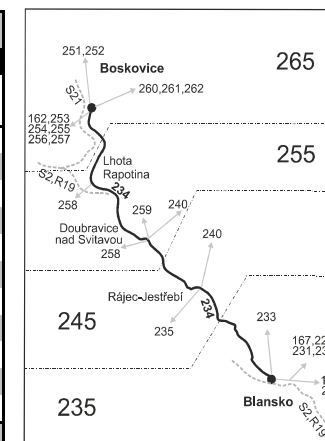 251,252
Boskovice
265
S21
260,261,262
162,253
254,255
256,257
255
Lhota
Rapotina
S2,R19
234
258
259
240
Doubravice
nad Svitavou
258
240
Rájec-Jestřebí
234
233
245
235
167,22
231,23
235
Blansko
S2,R19